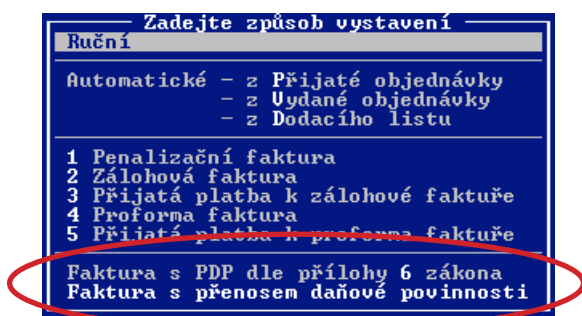 Zadejte způsob vystavení
Ruční
Automatické - z Přijaté objednávky
- z Vydané objednávky
- z Dodacího listu
1 Penalizační faktura
2 Zálohová faktura
3 Přijatá platba k zálohové faktuře
4 Proforma faktura
5 Přijatá platba k proforma faktuře
Faktura s PDP dle přílohy 6 zákona
Faktura s přenosem daňové povinnosti